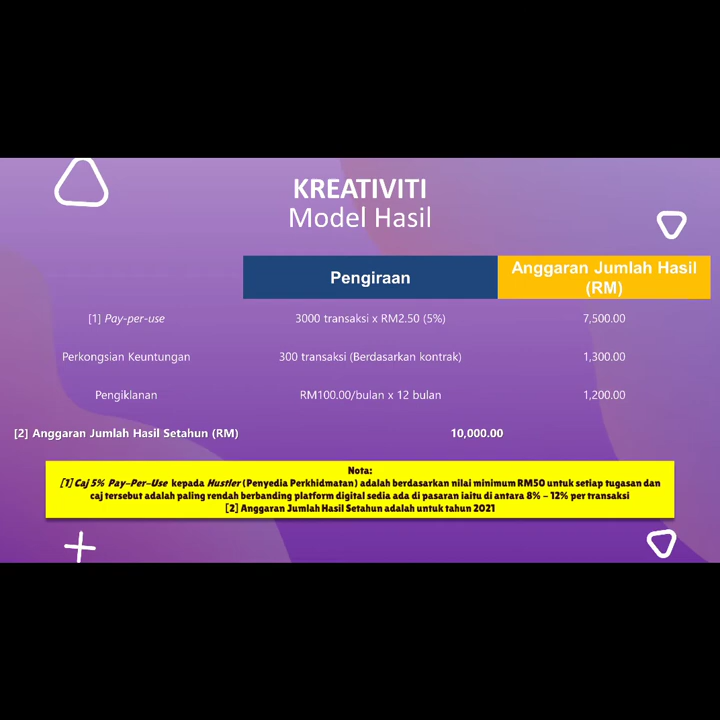 KREATIVITI
Model Hasil
Pengiraan
Anggaran Jumlah Hasil
(RM)
[1] Pay-per-use
3000 transaksi x RM2.50 (5%)
7,500.00
Perkongsian Keuntungan
300 transaksi (Berdasarkan kontrak)
1,300.00
Pengiklanan
RM100.00/bulan x 12 bulan
1,200.00
[2] Anggaran Jumlah Hasil Setahun (RM)
10,000.00
Nota:
[1] Caj 5% Pay-Per-Use kepada Hustler (Penyedia Perkhidmatan) adalah berdasarkan nilai minimum RM50 untuk setiap tugasan dan
caj tersebut adalah paling rendah berbanding platform digital sedia ada di pasaran iaitu di antara 8% – 12% per transaksi
[2] Anggaran Jumlah Hasil Setahun adalah untuk tahun 2021